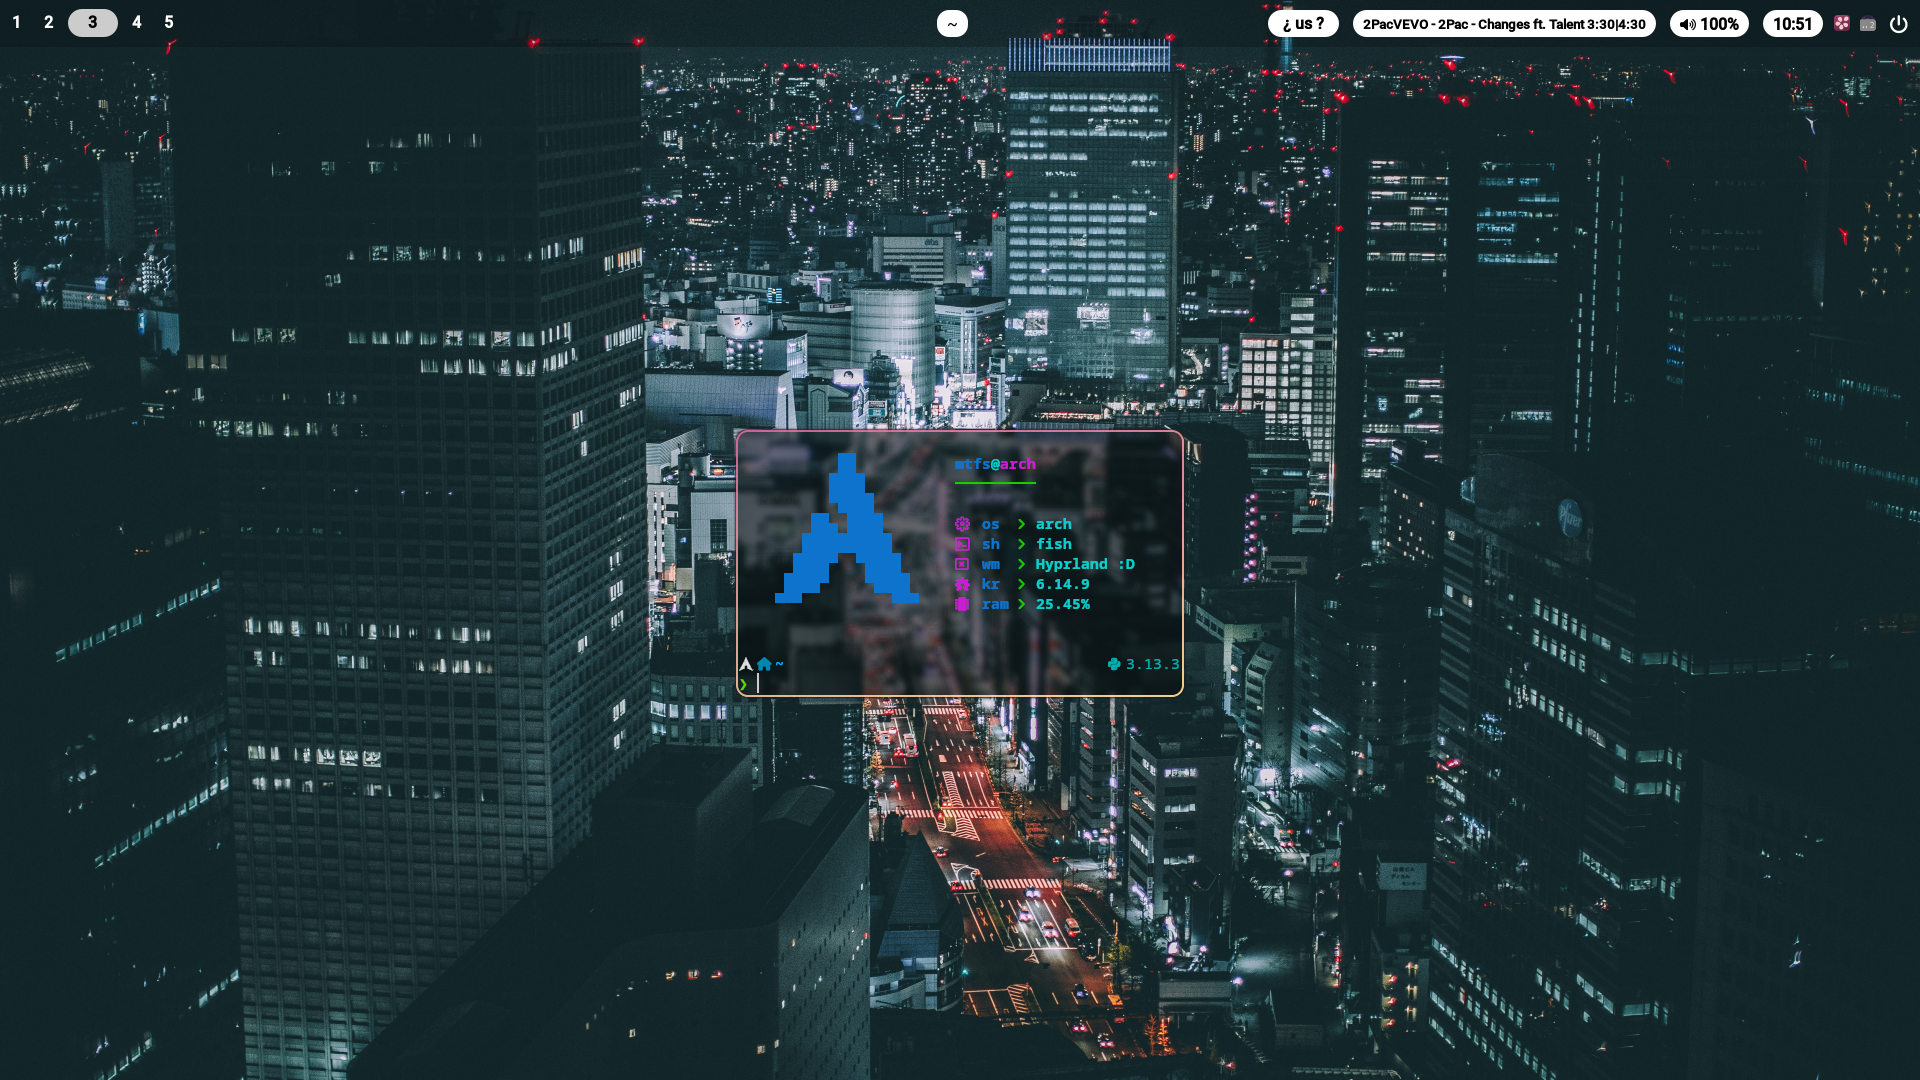 1 2 3 4 5
~
¿ us ?
2PacVEVO - 2Pac - Changes ft. Talent 3:30|4:30
100%
10:51
mtfs@arch
os > arch
sh > fish
wm > Hyprland :D
kr > 6.14.9
ram > 25.45%
~ 3.13.3
❯
Pfizer